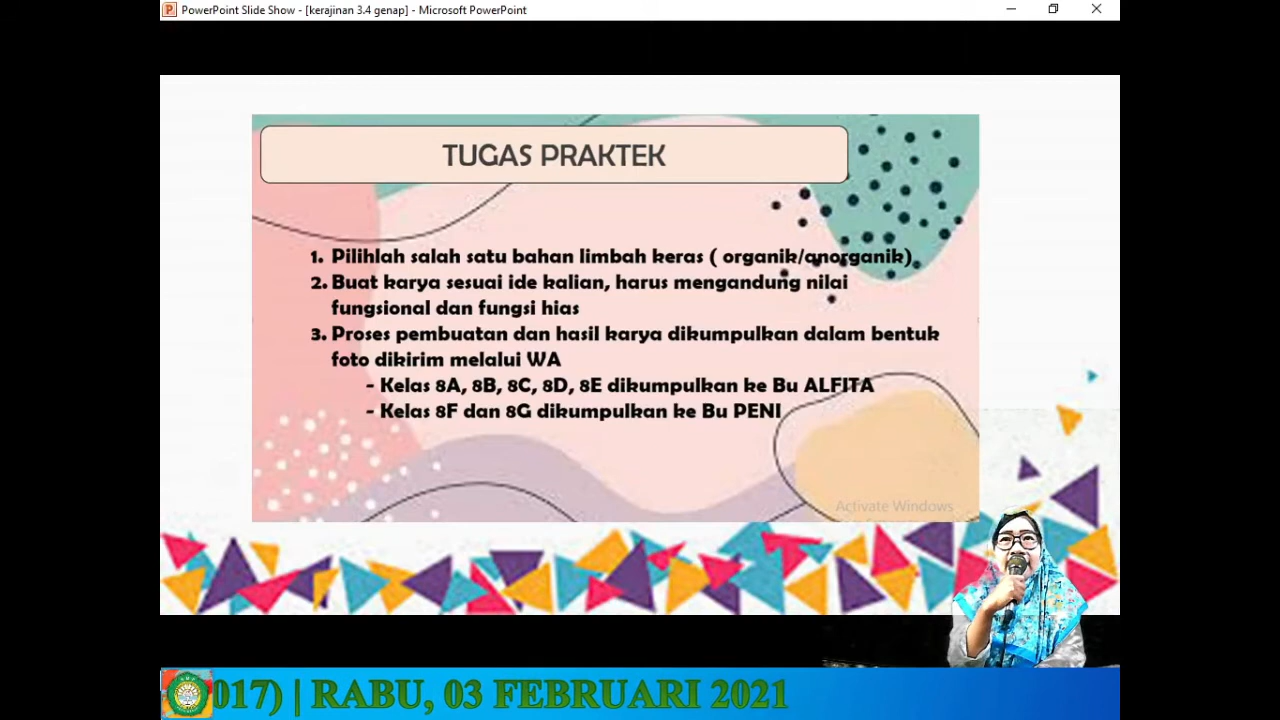 PowerPoint Slide Show - [kerajinan 3.4 genap] - Microsoft PowerPoint
TUGAS PRAKTEK
1. Pilihlah salah satu bahan limbah keras ( organik/anorganik)
2. Buat karya sesuai ide kalian, harus mengandung nilai
fungsional dan fungsi hias
3. Proses pembuatan dan hasil karya dikumpulkan dalam bentuk
foto dikirim melalui WA
- Kelas 8A, 8B, 8C, 8D, 8E dikumpulkan ke Bu ALFITA
- Kelas 8F dan 8G dikumpulkan ke Bu PENI
Activate Windows
017) | RABU, 03 FEBRUARI 2021